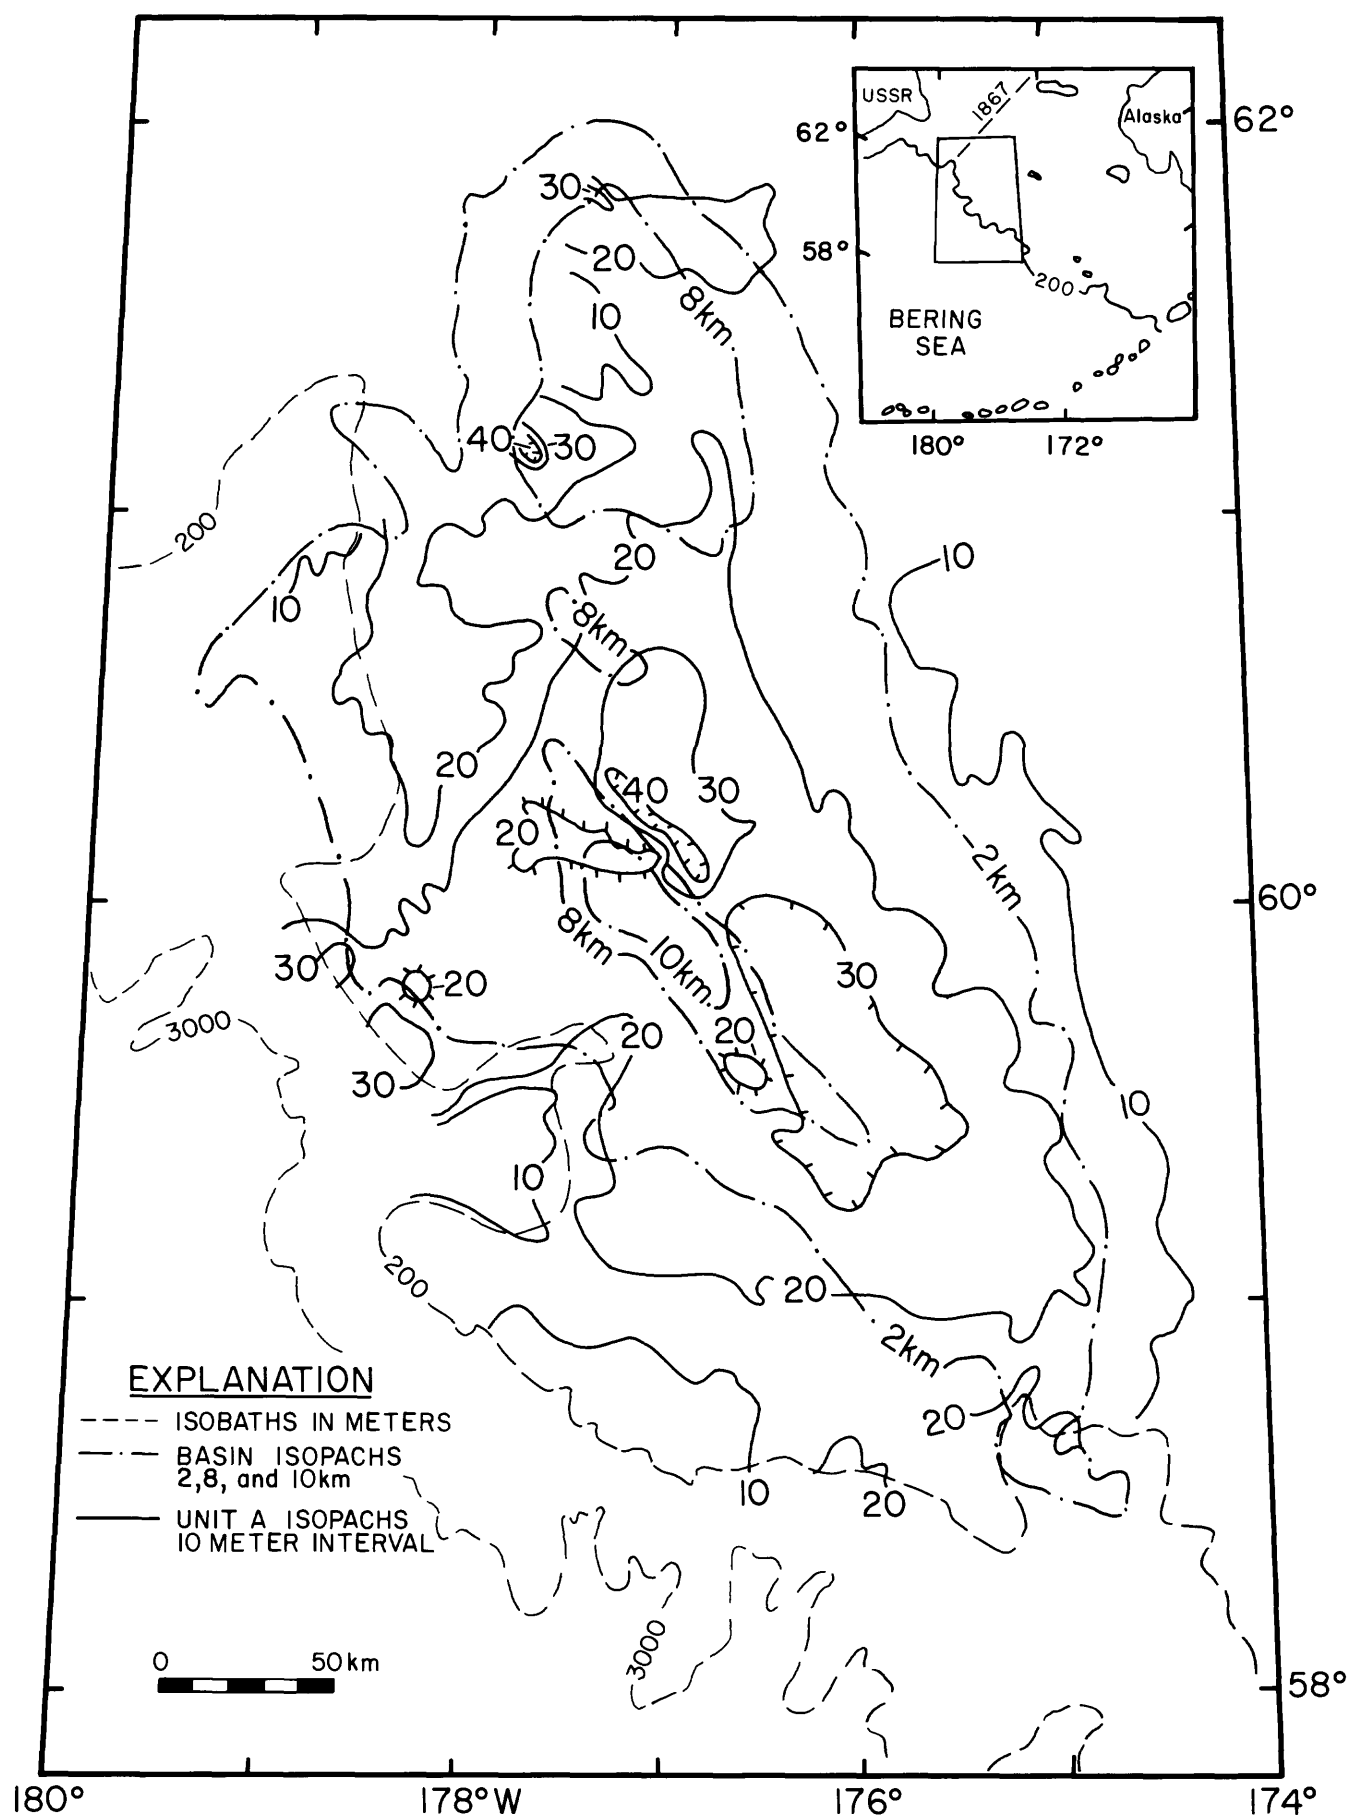 USSR
1867
Alaska
62°
62°
58°
200
BERING
SEA
180°
172°
30
20
8km
10
40
30
200
20
10
10
8km
20
40
30
20
2km
60°
8km
10km
30
30
20
3000
20
20
30
10
10
200
20
2km
20
EXPLANATION
ISOBATHS IN METERS
BASIN ISOPACHS
2,8, and 10km
UNIT A ISOPACHS
10 METER INTERVAL
10
20
3000
0
50km
58°
180°
178°W
176°
174°